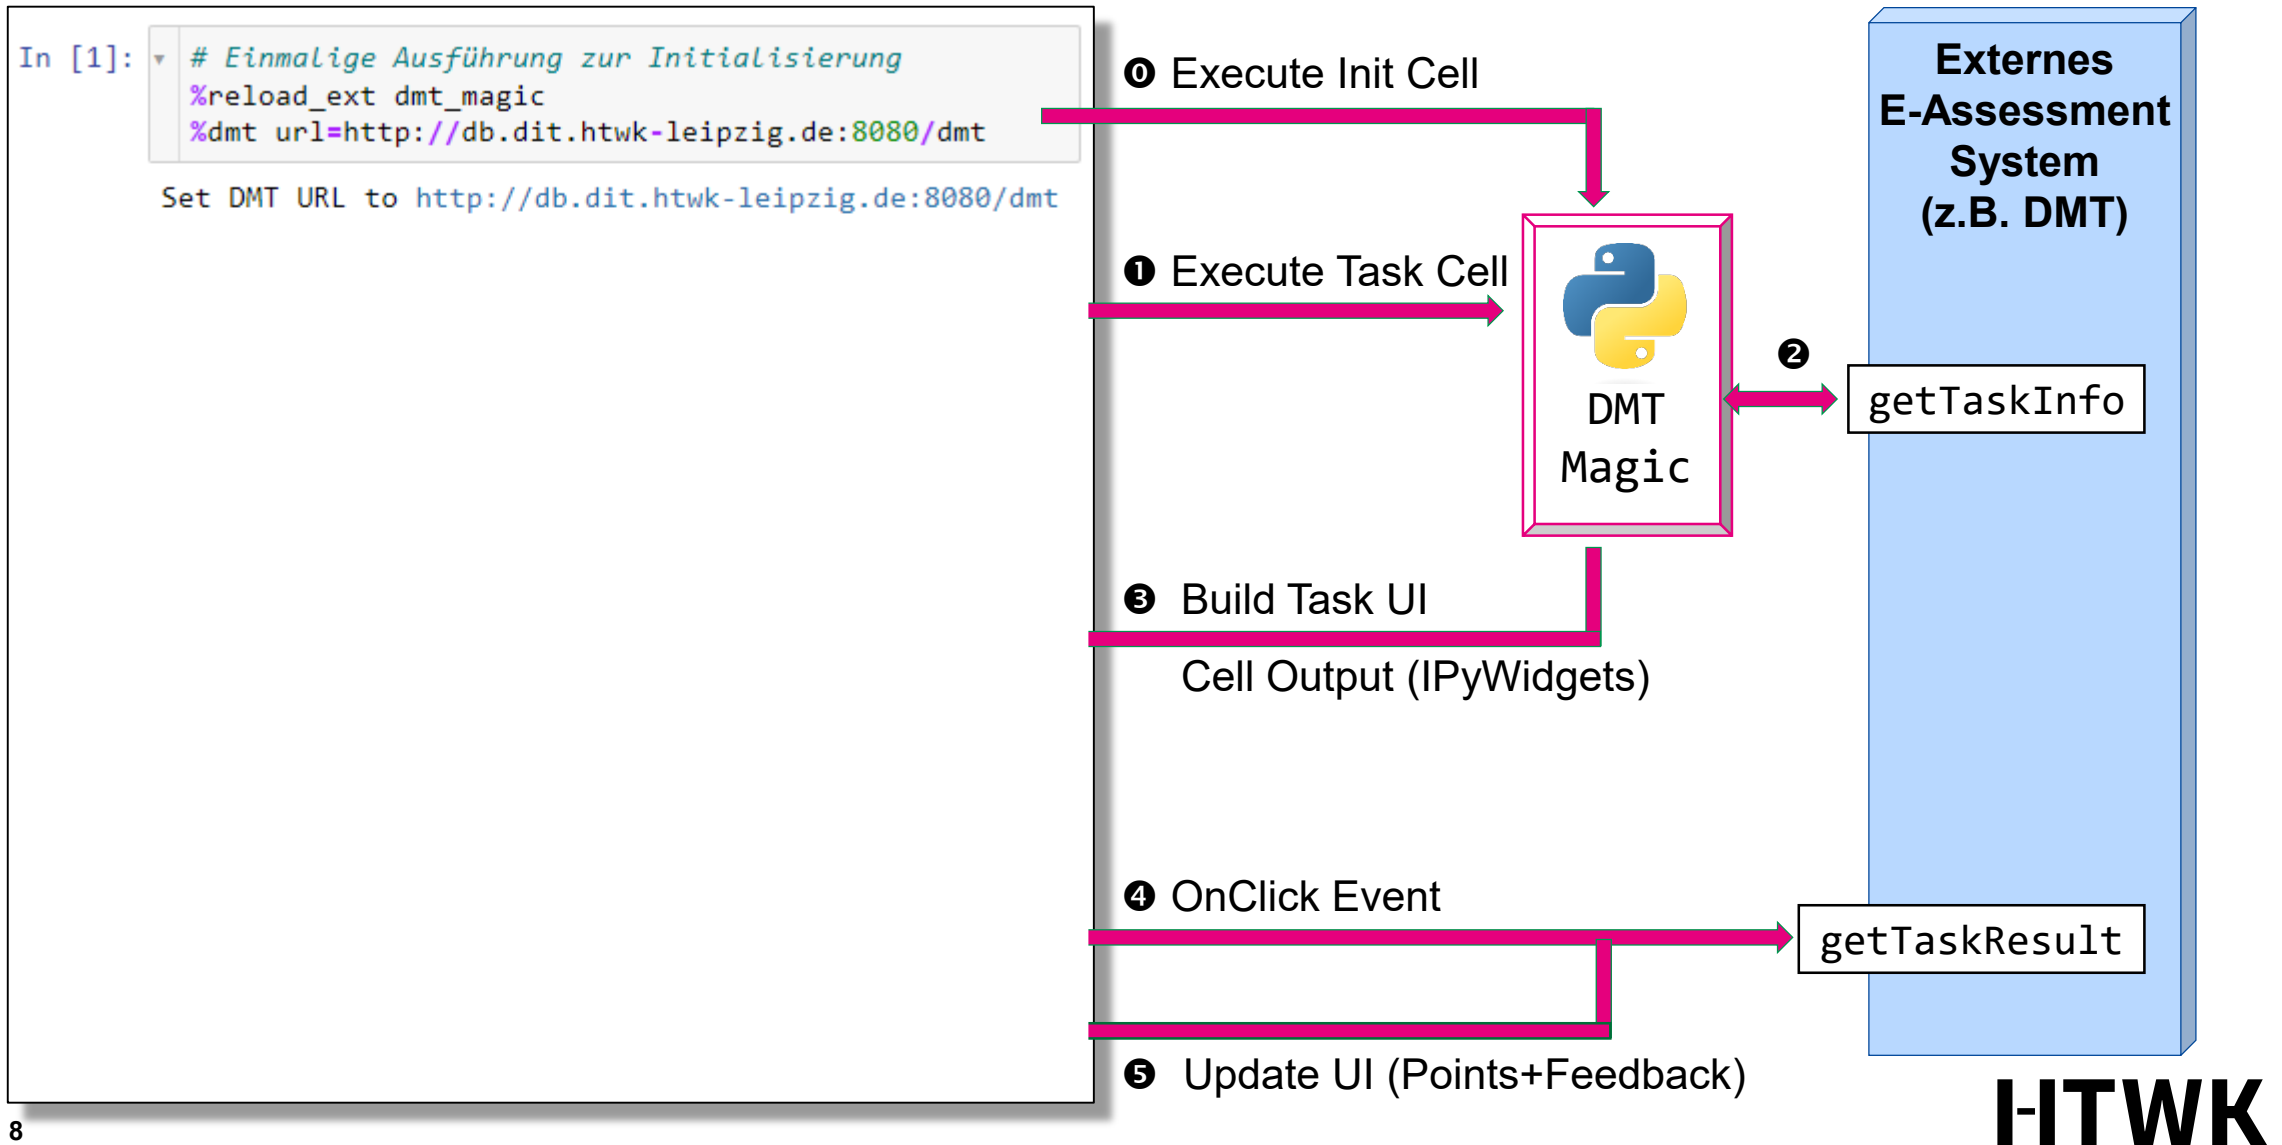 In [1]:
# Einmalige Ausführung zur Initialisierung
%reload_ext dmt_magic
%dmt url=http://db.dit.htwk-leipzig.de:8080/dmt
Set DMT URL to http://db.dit.htwk-leipzig.de:8080/dmt
⓿ Execute Init Cell
❶ Execute Task Cell
DMT
Magic
❷
❸ Build Task UI
Cell Output (IPyWidgets)
❹ OnClick Event
❺ Update UI (Points+Feedback)
Externes
E-Assessment
System
(z.B. DMT)
getTaskInfo
getTaskResult
8
HTWK